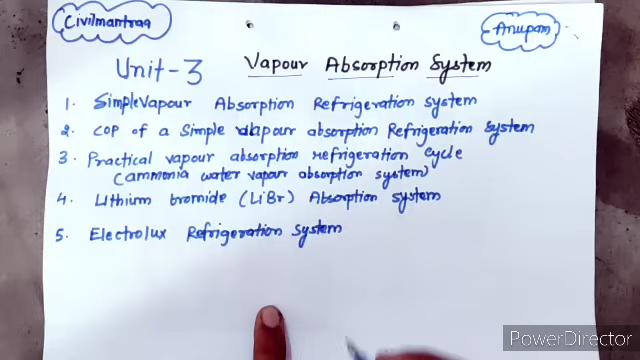 Civilmantraa
Anupam
Unit-3 Vapour Absorption System
1. Simple Vapour Absorption Refrigeration system
2. COP of a Simple Vapour absorption Refrigeration System
3. Practical vapour absorption refrigeration cycle
(ammonia water vapour absorption system)
4. Lithium bromide (LiBr) Absorption system
5. Electrolux Refrigeration System
PowerDirector